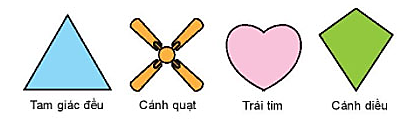 Tam giác đều
Cánh quạt
Trái tim
Cánh diều